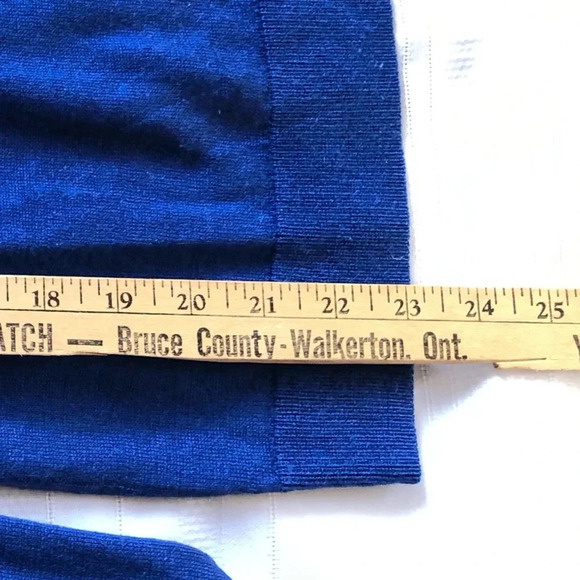 18 19 20 21 22 23 24 25
ATCH — Bruce County-Walkerton, Ont.